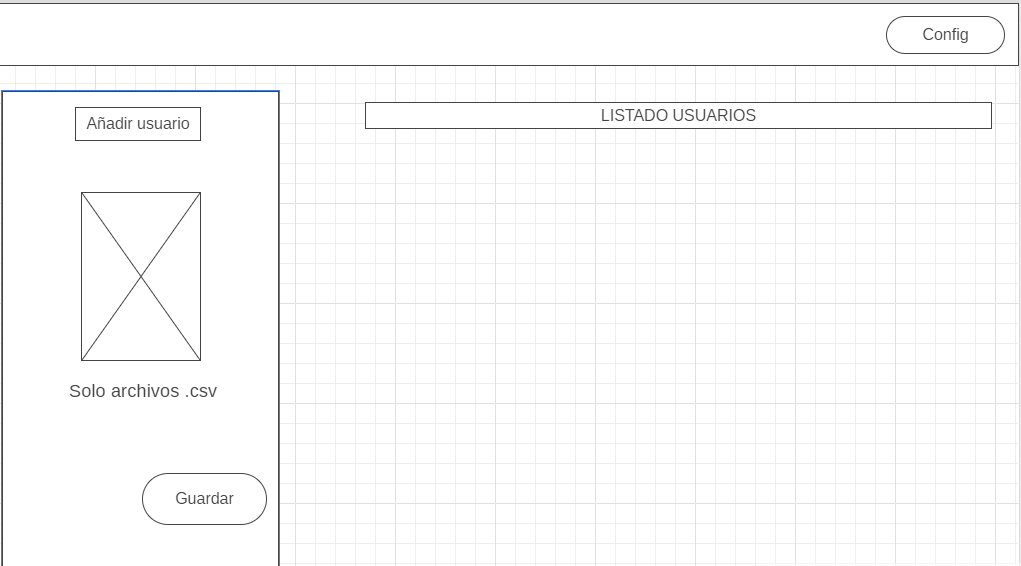 Config
Añadir usuario
LISTADO USUARIOS
Solo archivos .csv
Guardar